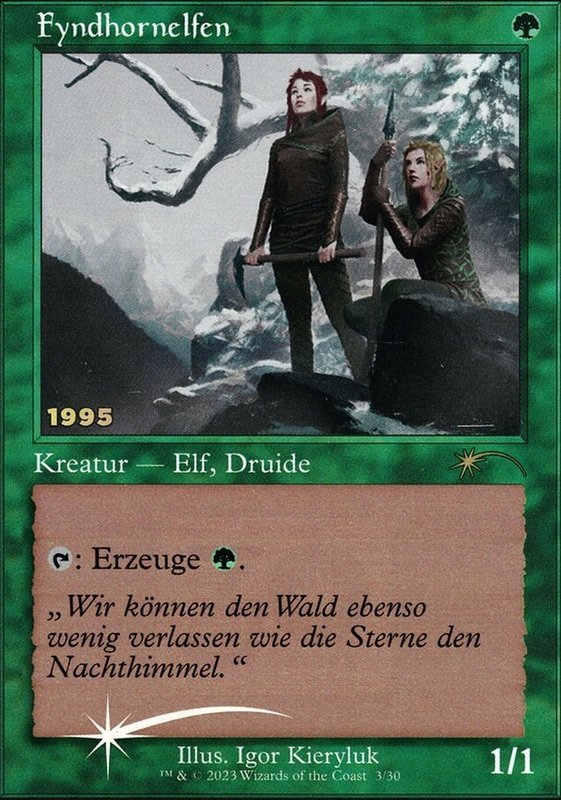 Fyndhornelfen
1995
Kreatur — Elf, Druide
: Erzeuge .
„Wir können den Wald ebenso
wenig verlassen wie die Sterne den
Nachthimmel.“
Illus. Igor Kieryluk
™ & © 2023 Wizards of the Coast 3/30
1/1